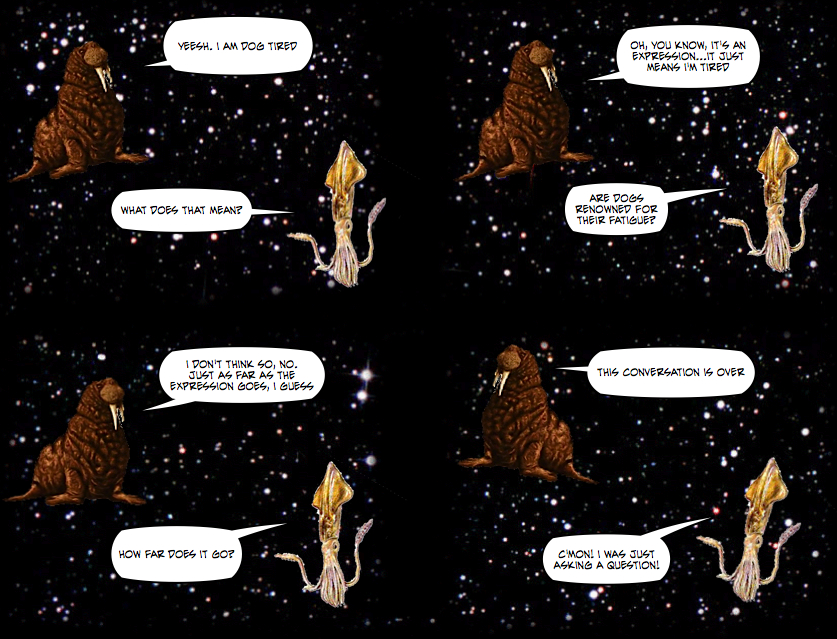 YEESH. I AM DOG TIRED
WHAT DOES THAT MEAN?
OH, YOU KNOW, IT'S AN
EXPRESSION...IT JUST
MEANS I'M TIRED
ARE DOGS
RENOWNED FOR
THEIR FATIGUE?
I DON'T THINK SO, NO.
JUST AS FAR AS THE
EXPRESSION GOES, I GUESS
HOW FAR DOES IT GO?
THIS CONVERSATION IS OVER
C'MON! I WAS JUST
ASKING A QUESTION!